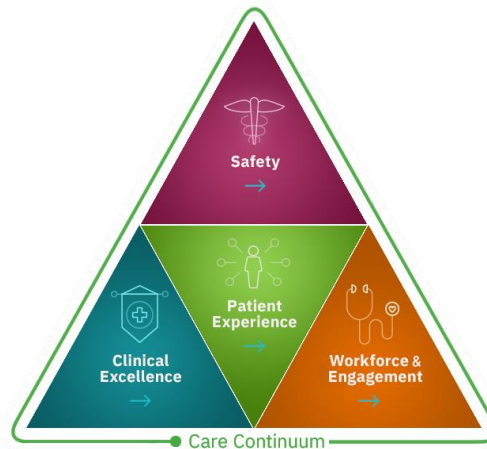 Safety
Patient
Experience
Clinical
Excellence
Workforce &
Engagement
Care Continuum